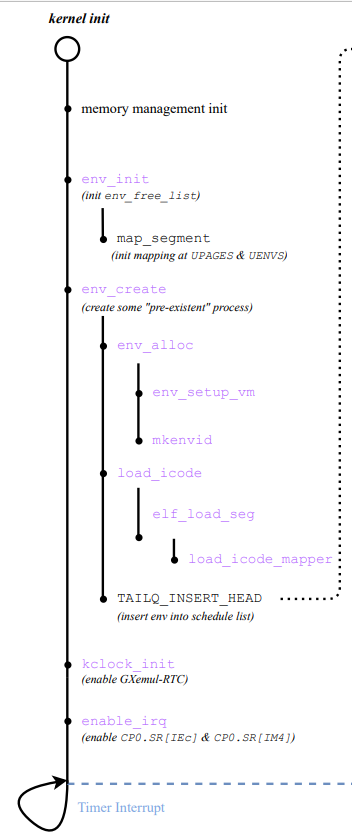 kernel init
memory management init
env_init
(init env_free_list)
map_segment
(init mapping at UPAGES & UENVS)
env_create
(create some "pre-existent" process)
env_alloc
env_setup_vm
mkenvid
load_icode
elf_load_seg
load_icode_mapper
TAILQ_INSERT_HEAD
(insert env into schedule list)
kclock_init
(enable GXemul-RTC)
enable_irq
(enable CP0.SR[IEc] & CP0.SR[IM4])
Timer Interrupt